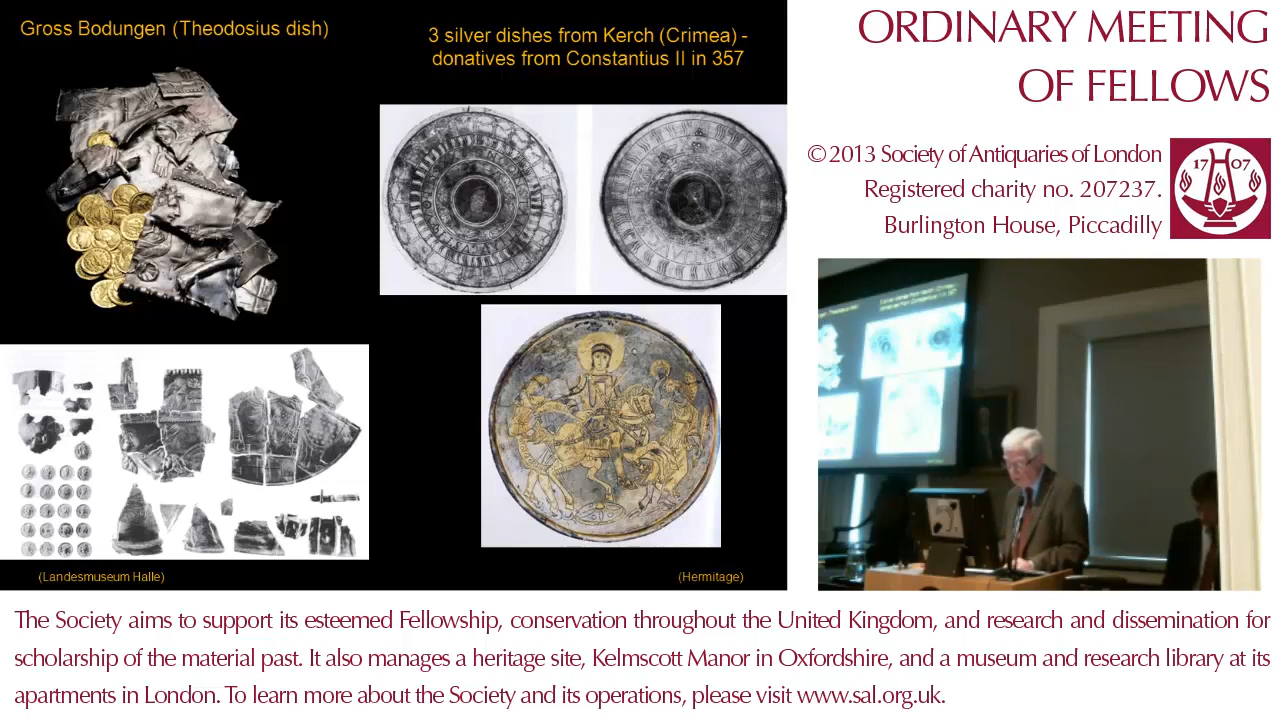 Gross Bodungen (Theodosius dish)
3 silver dishes from Kerch (Crimea) -
donatives from Constantius II in 357
(Landesmuseum Halle)
(Hermitage)
ORDINARY MEETING
OF FELLOWS
© 2013 Society of Antiquaries of London
Registered charity no. 207237.
Burlington House, Piccadilly
17 07
The Society aims to support its esteemed Fellowship, conservation throughout the United Kingdom, and research and dissemination for
scholarship of the material past. It also manages a heritage site, Kelmscott Manor in Oxfordshire, and a museum and research library at its
apartments in London. To learn more about the Society and its operations, please visit www.sal.org.uk.